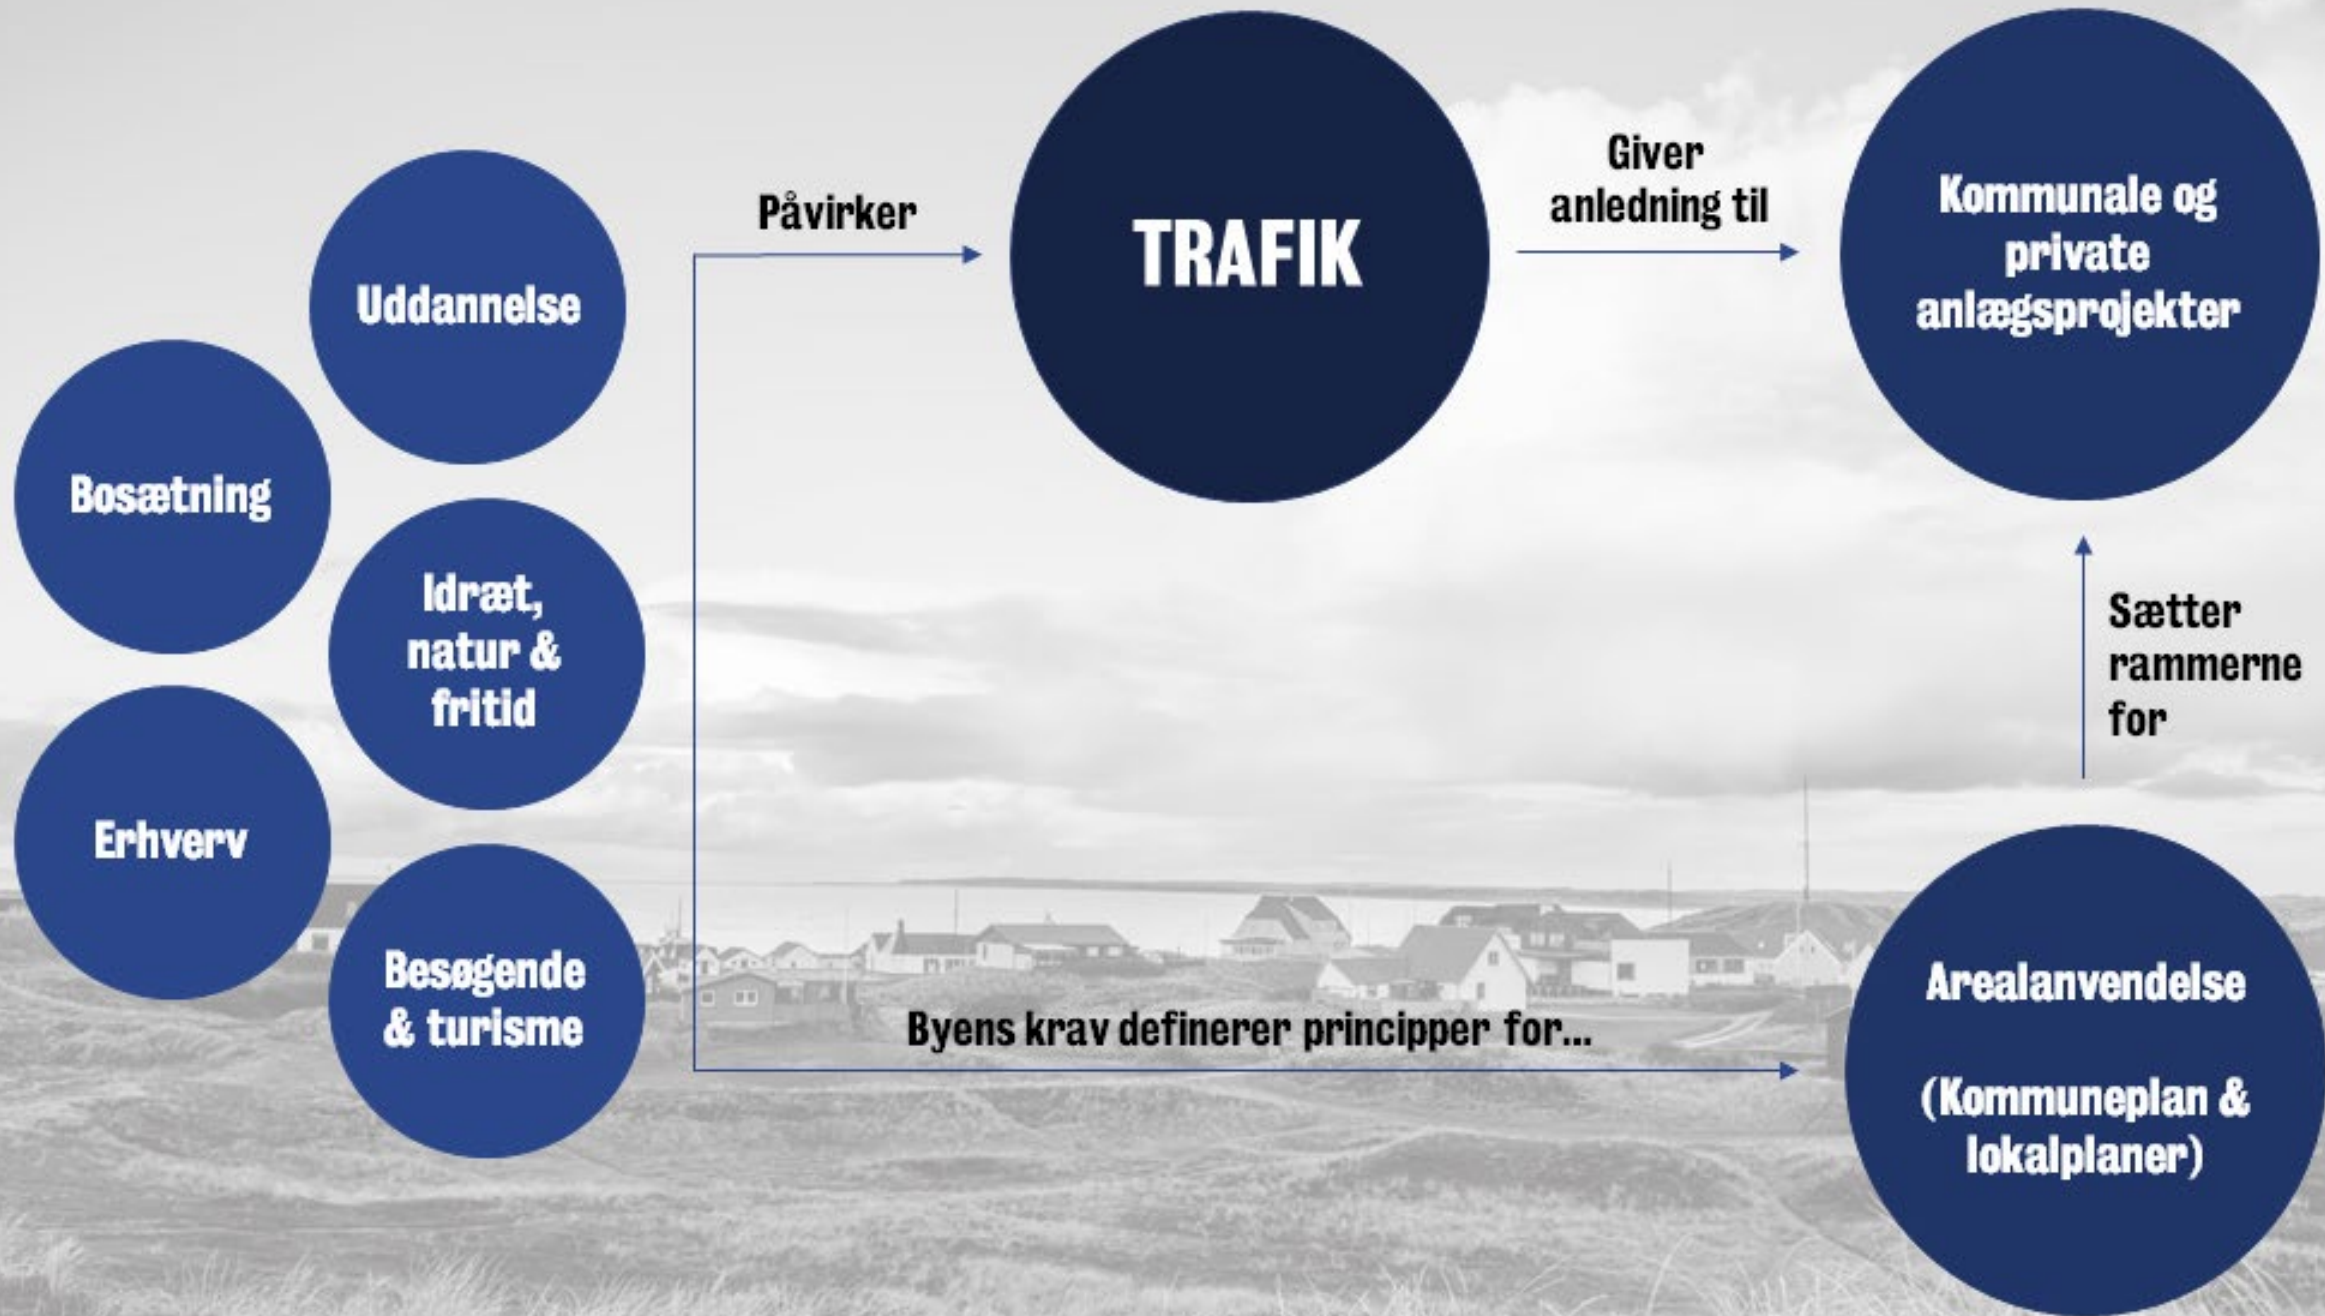 Uddannelse
Bosætning
Idræt,
natur &
fritid
Erhverv
Besøgende
& turisme
Påvirker
TRAFIK
Giver
anledning til
Kommunale og
private
anlægsprojekter
Sætter
rammerne
for
Byens krav definerer principper for...
Arealanvendelse
(Kommuneplan &
lokalplaner)